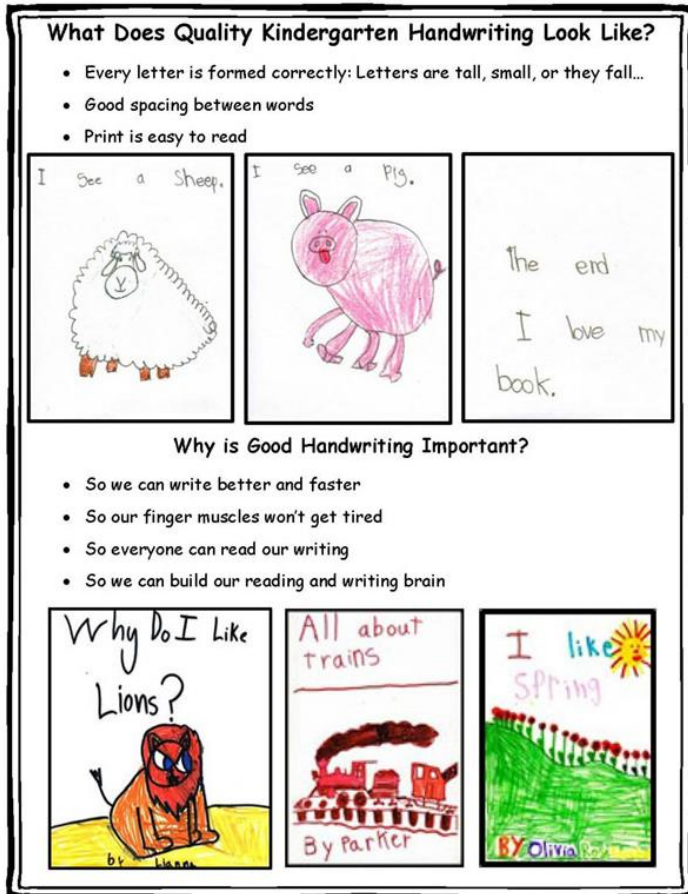 What Does Quality Kindergarten Handwriting Look Like?
• Every letter is formed correctly: Letters are tall, small, or they fall…
• Good spacing between words
• Print is easy to read
I see a Sheep.
I see a Pig.
the end
I love my
book.
Why is Good Handwriting Important?
• So we can write better and faster
• So our finger muscles won't get tired
• So everyone can read our writing
• So we can build our reading and writing brain
Why Do I Like
Lions?
by Lianna
All about
trains
By Parker
I like
Spring
BY Olivia